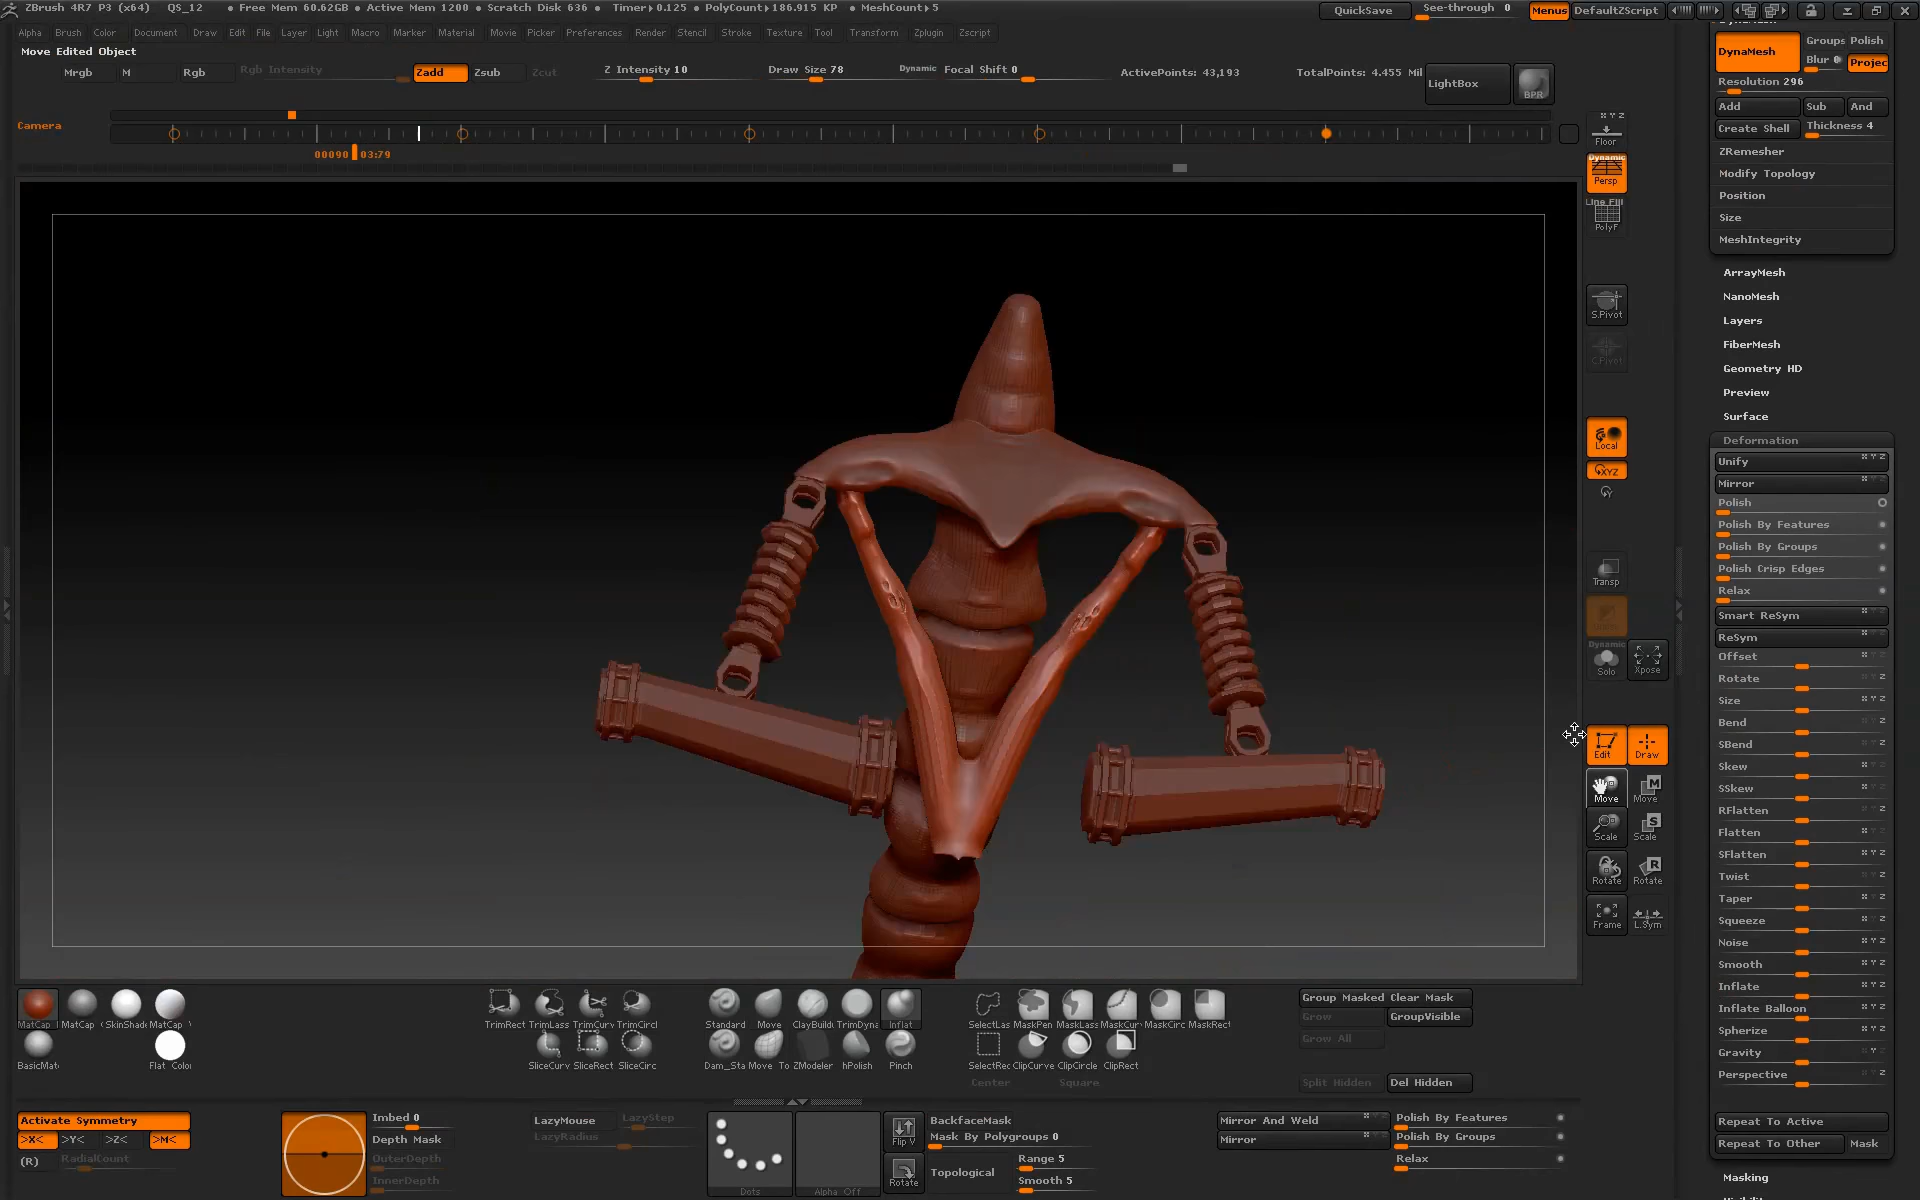 ZBrush 4R7 P3 (x64) QS_12 • Free Mem 60.62GB • Active Mem 1200 • Scratch Disk 636 • Timer▸0.125 • PolyCount▸186.915 KP • MeshCount▸5
QuickSave See-through 0 Menus DefaultZScript
Alpha Brush Color Document Draw Edit File Layer Light Macro Marker Material Movie Picker Preferences Render Stencil Stroke Texture Tool Transform Zplugin Zscript
Move Edited Object
Mrgb M Rgb Rgb Intensity Zadd Zsub Zcut Z Intensity 10 Draw Size 78 Dynamic Focal Shift 0 ActivePoints: 43,193 TotalPoints: 4.455 Mil LightBox BPR
Camera
00090 03:79
Floor
Dynamic
Persp
Line Fill
PolyF
S.Pivot
C.Pivot
Local
XYZ
Transp
Dynamic
Solo Xpose
Edit Draw
Move Move
Scale Scale
Rotate Rotate
Frame L.Sym
DynaMesh Groups Polish
Blur 0 Projec
Resolution 296
Add Sub And
Create Shell Thickness 4
ZRemesher
Modify Topology
Position
Size
MeshIntegrity
ArrayMesh
NanoMesh
Layers
FiberMesh
Geometry HD
Preview
Surface
Deformation
Unify
Mirror
Polish
Polish By Features
Polish By Groups
Polish Crisp Edges
Relax
Smart ReSym
ReSym
Offset
Rotate
Size
Bend
SBend
Skew
SSkew
RFlatten
Flatten
SFlatten
Twist
Taper
Squeeze
Noise
Smooth
Inflate
Inflate Balloon
Spherize
Gravity
Perspective
Repeat To Active
Repeat To Other Mask
Masking
MatCap MatCap SkinShad MatCap
BasicMat Flat Color
TrimRect TrimLass TrimCurv TrimCircl
SliceCurv SliceRect SliceCirc
Standard Move ClayBuild TrimDyna Inflat
Dam_Sta Move To ZModeler hPolish Pinch
SelectLas MaskPen MaskLass MaskCur MaskCirc MaskRect
SelectRec ClipCurve ClipCircle ClipRect
Center Square
Group Masked Clear Mask
Grow GroupVisible
Grow All
Split Hidden Del Hidden
Activate Symmetry
>X< >Y< >Z< >M<
(R) RadialCount
Imbed 0
Depth Mask
OuterDepth
InnerDepth
LazyMouse LazyStep
LazyRadius
Dots Alpha Off
Flip V
Rotate
BackfaceMask
Mask By Polygroups 0
Topological Range 5
Smooth 5
Mirror And Weld
Mirror
Polish By Features
Polish By Groups
Relax